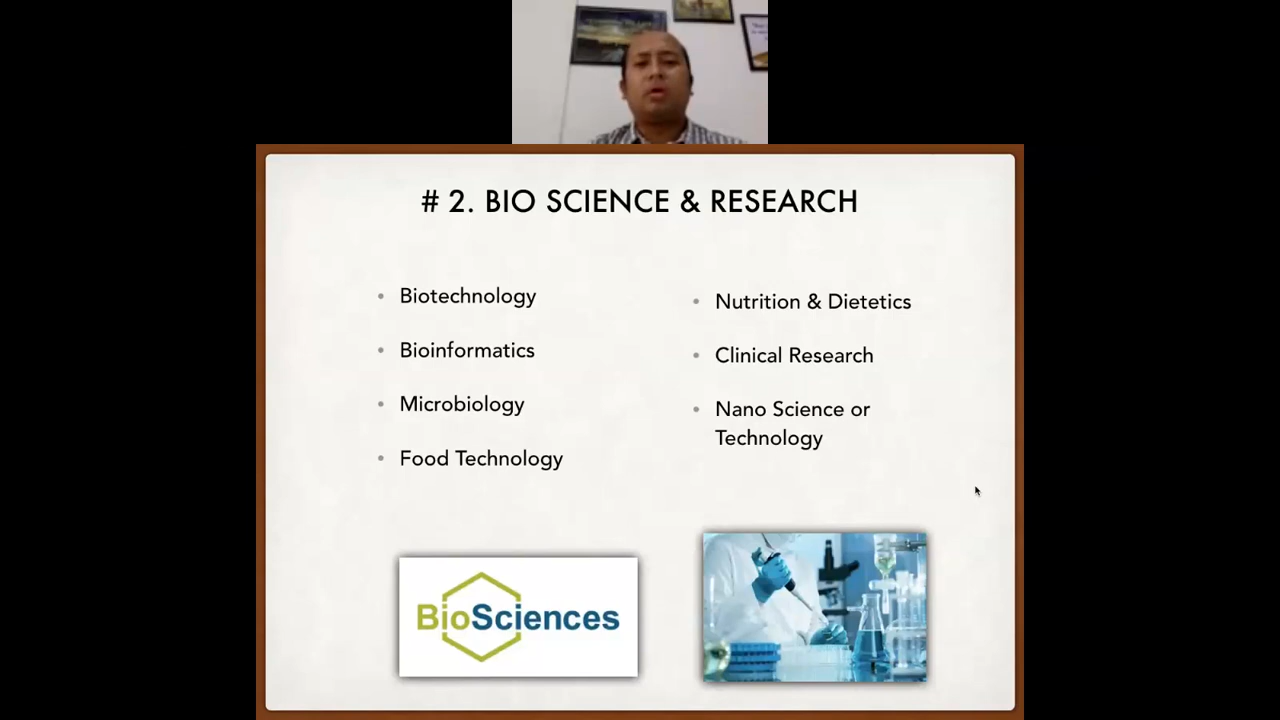 # 2. BIO SCIENCE & RESEARCH
Biotechnology
Bioinformatics
Microbiology
Food Technology
Nutrition & Dietetics
Clinical Research
Nano Science or
Technology
BioSciences